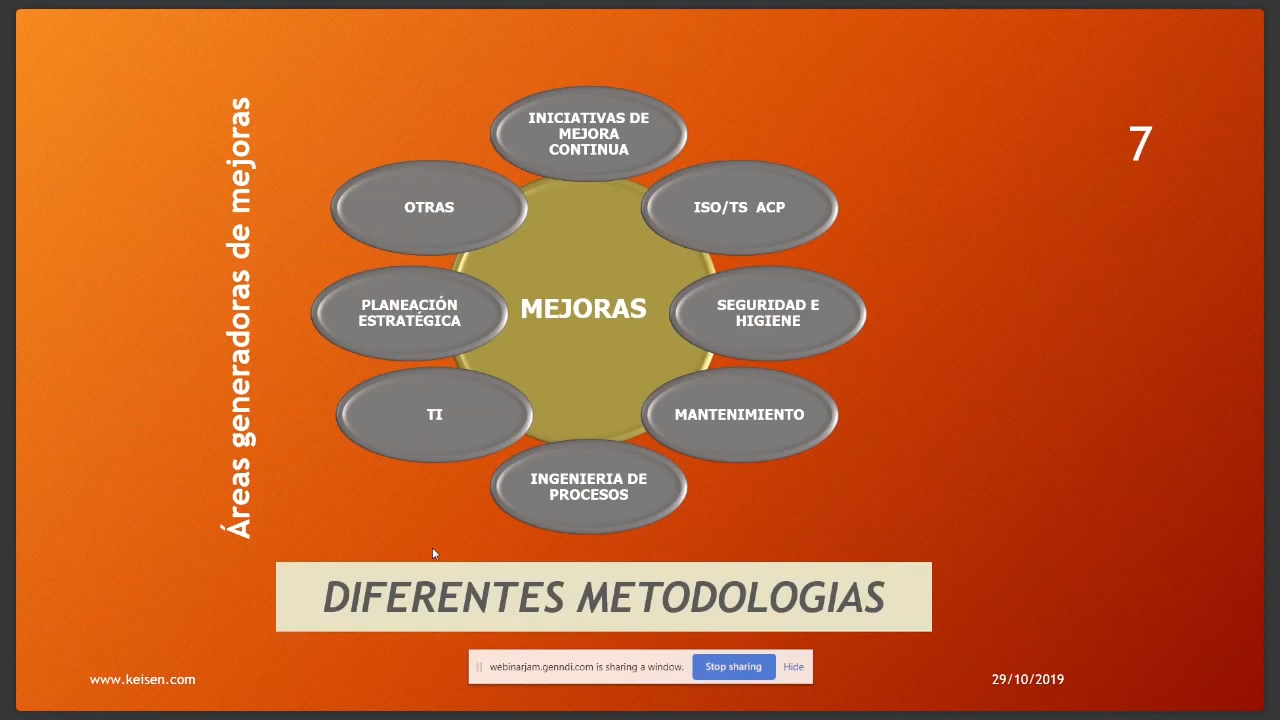 Áreas generadoras de mejoras
7
INICIATIVAS DE
MEJORA
CONTINUA
OTRAS
ISO/TS  ACP
PLANEACIÓN
ESTRATÉGICA
MEJORAS
SEGURIDAD E
HIGIENE
TI
MANTENIMIENTO
INGENIERIA DE
PROCESOS
DIFERENTES METODOLOGIAS
webinarjam.genndi.com is sharing a window.
Stop sharing
Hide
www.keisen.com
29/10/2019